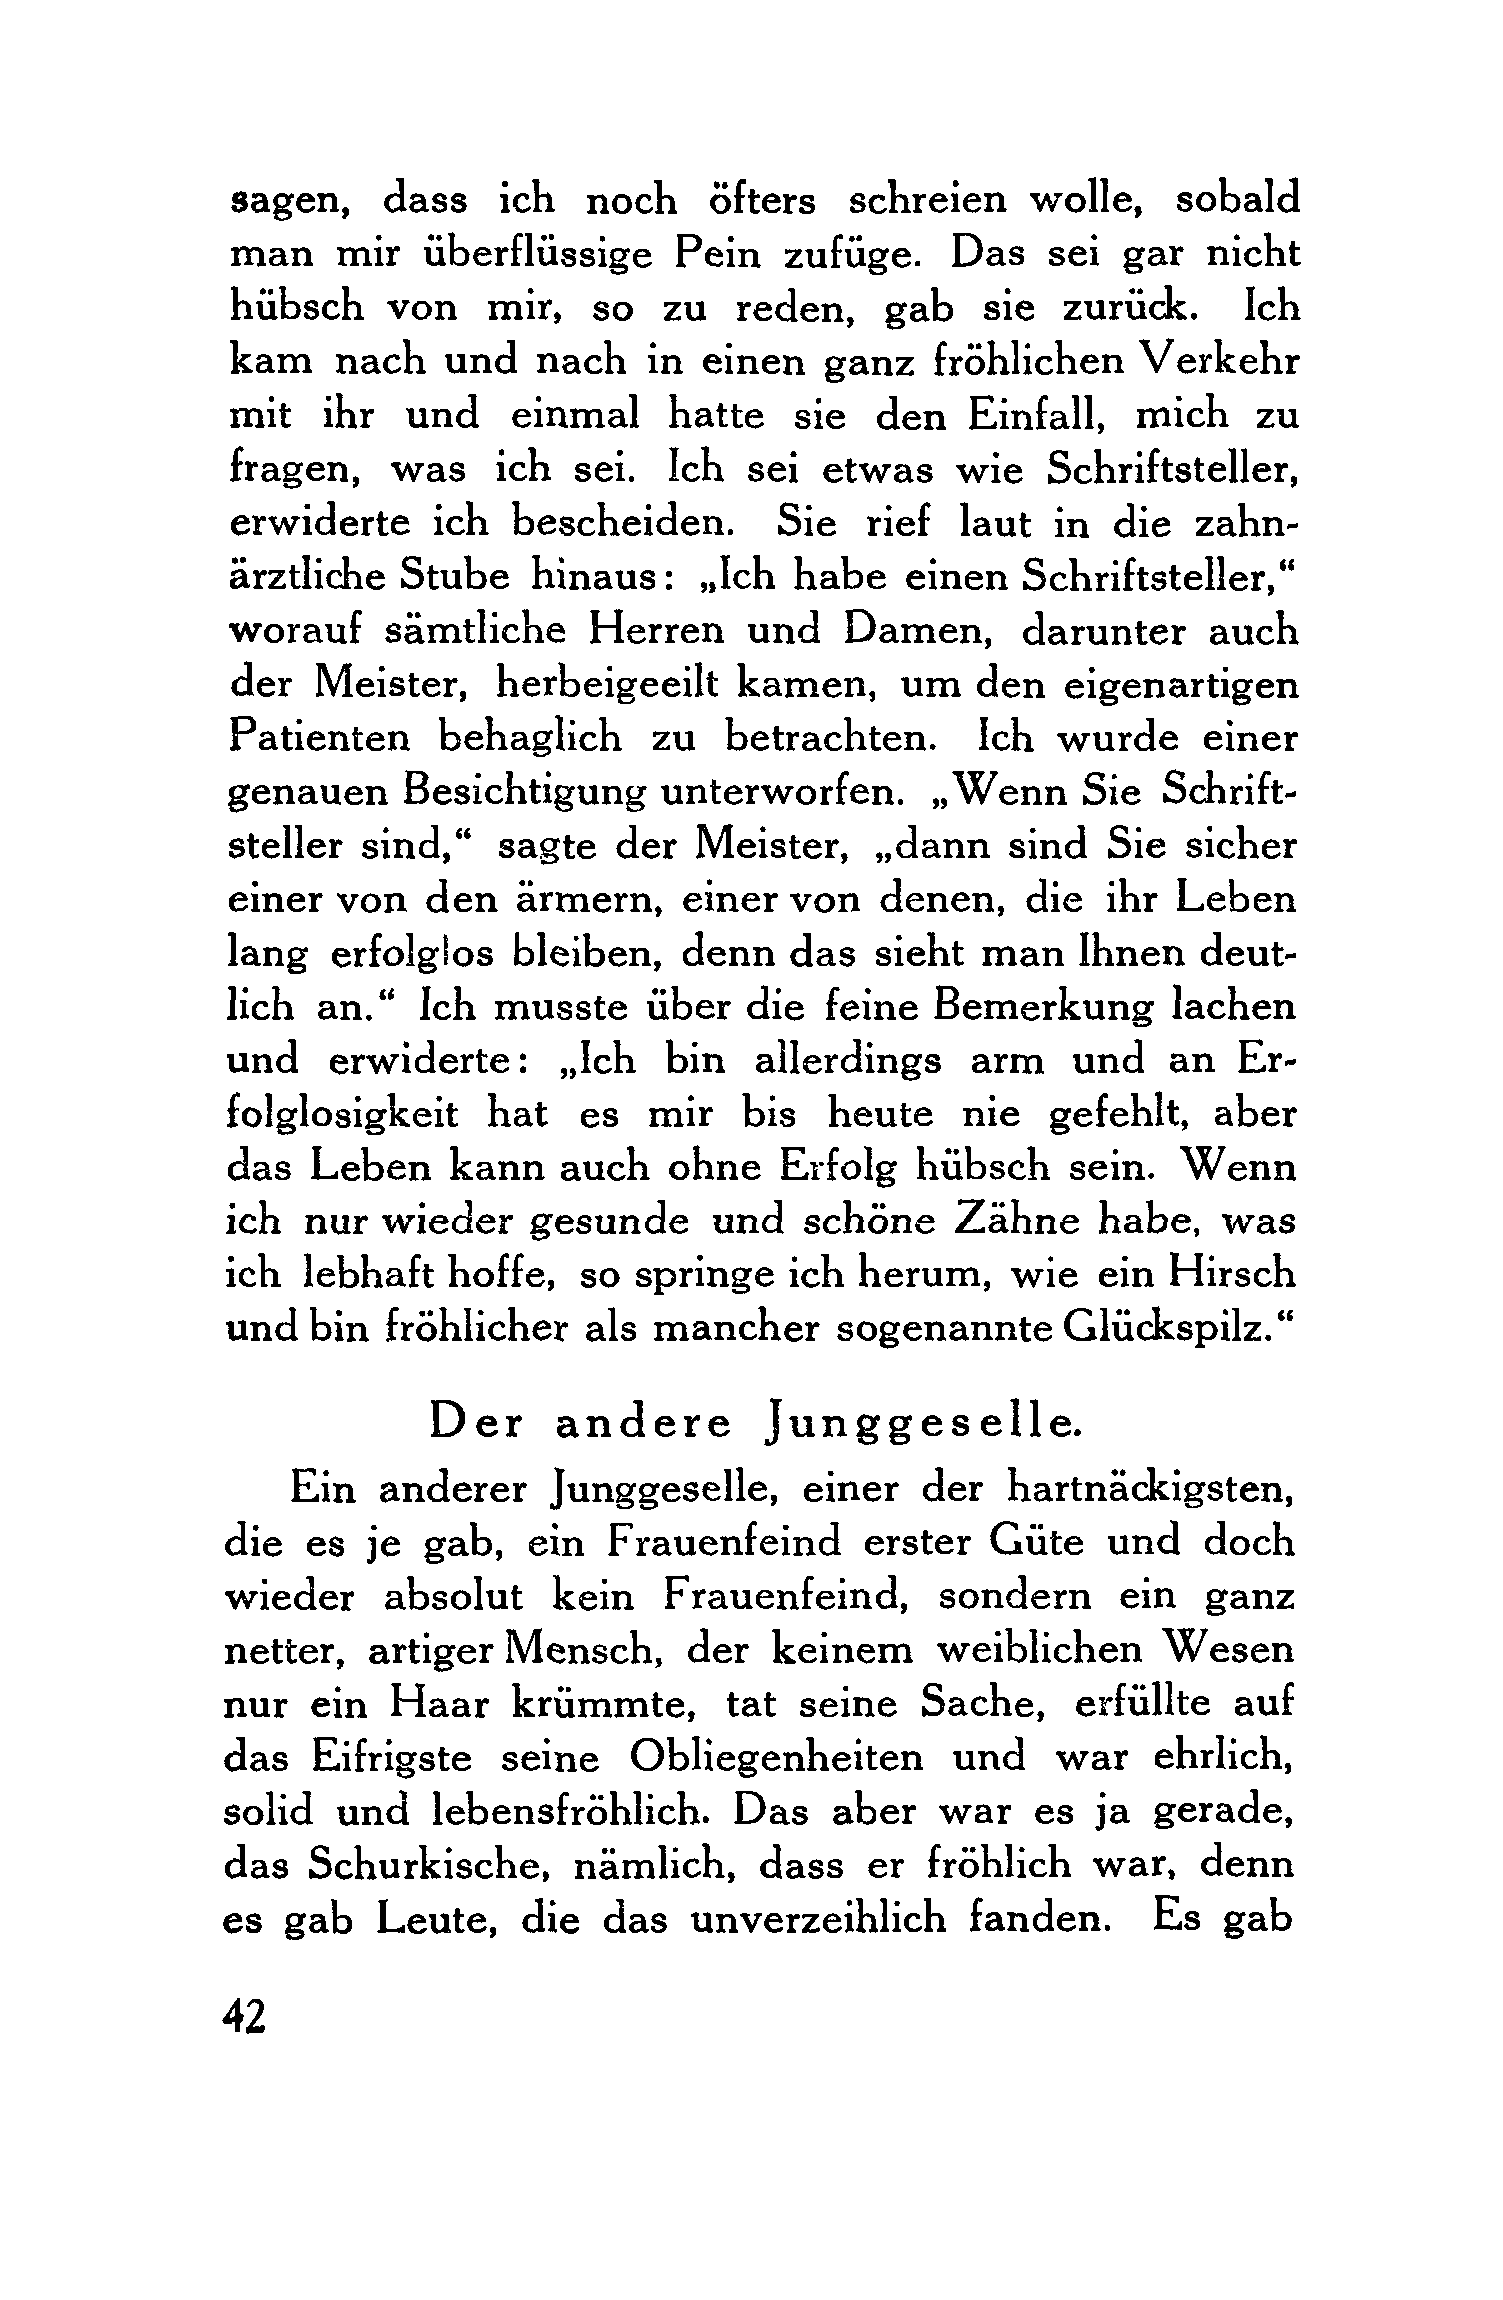 sagen, dass ich noch öfters schreien wolle, sobald
man mir überflüssige Pein zufüge. Das sei gar nicht
hübsch von mir, so zu reden, gab sie zurück. Ich
kam nach und nach in einen ganz fröhlichen Verkehr
mit ihr und einmal hatte sie den Einfall, mich zu
fragen, was ich sei. Ich sei etwas wie Schriftsteller,
erwiderte ich bescheiden. Sie rief laut in die zahn-
ärztliche Stube hinaus: „Ich habe einen Schriftsteller,“
worauf sämtliche Herren und Damen, darunter auch
der Meister, herbeigeeilt kamen, um den eigenartigen
Patienten behaglich zu betrachten. Ich wurde einer
genauen Besichtigung unterworfen. „Wenn Sie Schrift-
steller sind,“ sagte der Meister, „dann sind Sie sicher
einer von den ärmern, einer von denen, die ihr Leben
lang erfolglos bleiben, denn das sieht man Ihnen deut-
lich an.“ Ich musste über die feine Bemerkung lachen
und erwiderte: „Ich bin allerdings arm und an Er-
folglosigkeit hat es mir bis heute nie gefehlt, aber
das Leben kann auch ohne Erfolg hübsch sein. Wenn
ich nur wieder gesunde und schöne Zähne habe, was
ich lebhaft hoffe, so springe ich herum, wie ein Hirsch
und bin fröhlicher als mancher sogenannte Glückspilz.“
Der andere Junggeselle.
Ein anderer Junggeselle, einer der hartnäckigsten,
die es je gab, ein Frauenfeind erster Güte und doch
wieder absolut kein Frauenfeind, sondern ein ganz
netter, artiger Mensch, der keinem weiblichen Wesen
nur ein Haar krümmte, tat seine Sache, erfüllte auf
das Eifrigste seine Obliegenheiten und war ehrlich,
solid und lebensfröhlich. Das aber war es ja gerade,
das Schurkische, nämlich, dass er fröhlich war, denn
es gab Leute, die das unverzeihlich fanden. Es gab
42